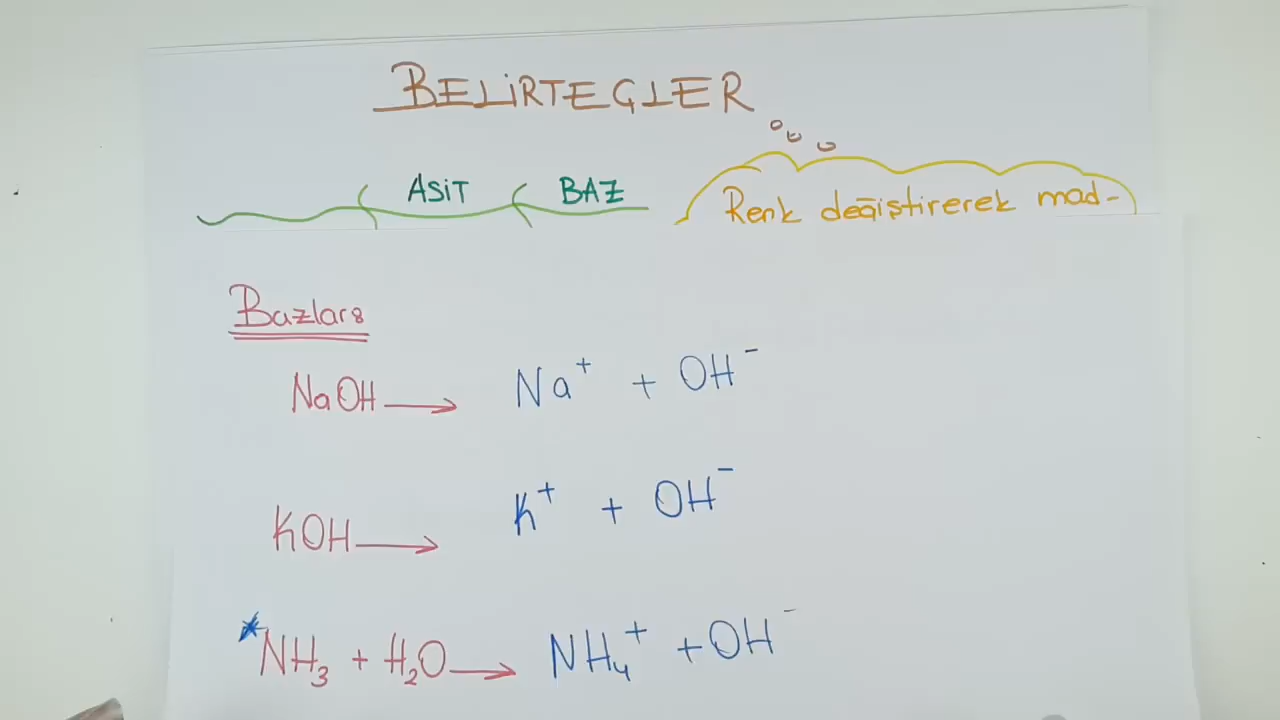 BELİRTEÇLER
ASİT BAZ
Renk değiştirerek mad-
Bazlar:
NaOH → Na⁺ + OH⁻
KOH → K⁺ + OH⁻
*NH₃ + H₂O → NH₄⁺ + OH⁻